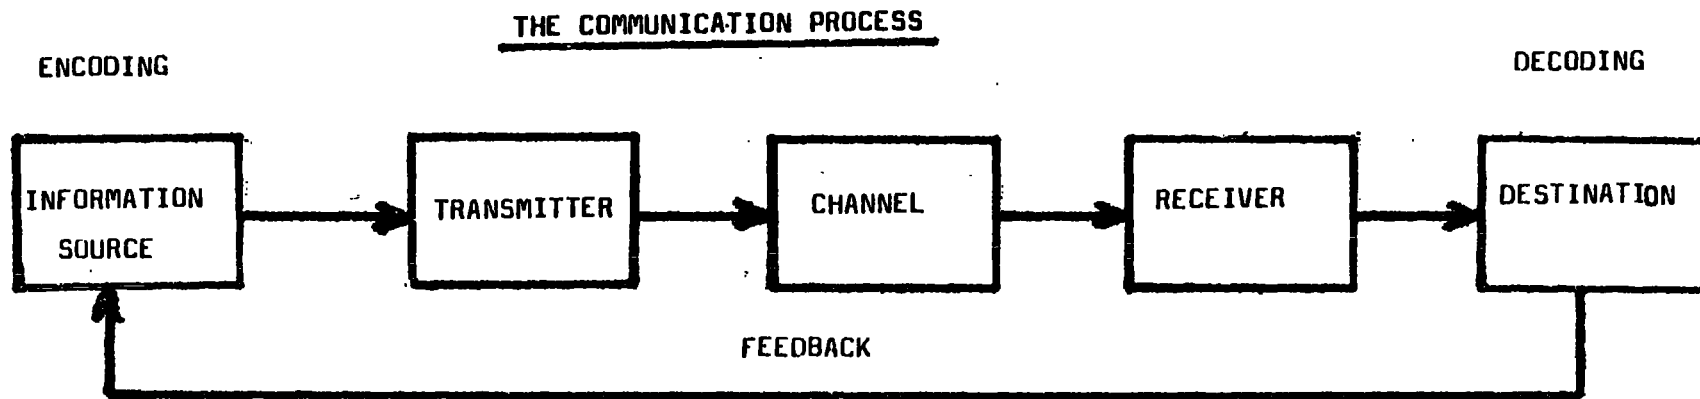 THE COMMUNICATION PROCESS
ENCODING
DECODING
INFORMATION
SOURCE
TRANSMITTER
CHANNEL
RECEIVER
DESTINATION
FEEDBACK